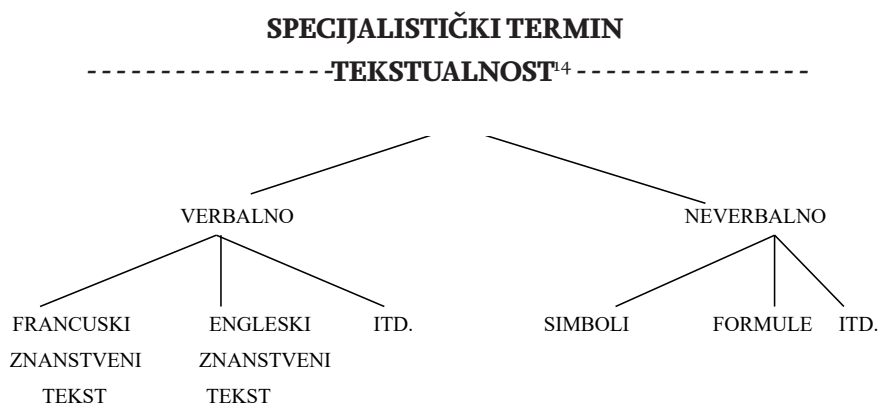 SPECIJALISTIČKI TERMIN
-----------------TEKSTUALNOST¹⁴----------------
VERBALNO NEVERBALNO
FRANCUSKI ENGLESKI ITD. SIMBOLI FORMULE ITD.
ZNANSTVENI ZNANSTVENI
TEKST TEKST